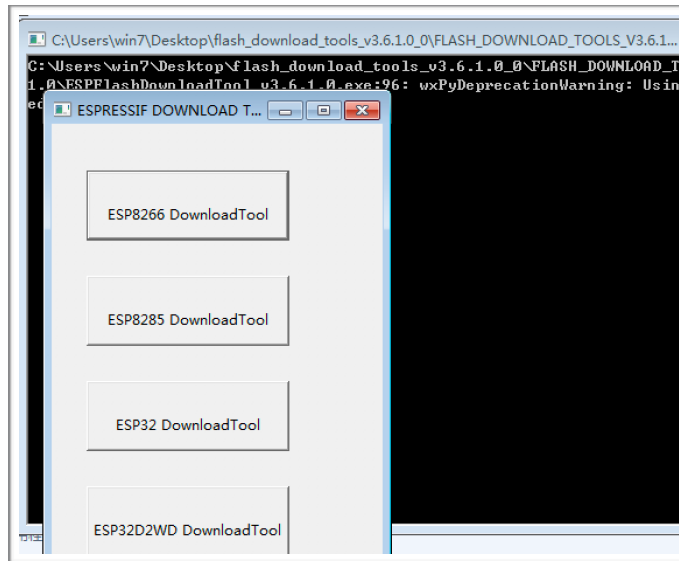 C:\Users\win7\Desktop\flash_download_tools_v3.6.1.0_0\FLASH_DOWNLOAD_TOOLS_V3.6.1...
C:\Users\win7\Desktop\flash_download_tools_v3.6.1.0_0\FLASH_DOWNLOAD_T
1.0\ESPFlashDownloadTool_v3.6.1.0.exe:96: wxPyDeprecationWarning: Usin
ed
ESPRESSIF DOWNLOAD T...
ESP8266 DownloadTool
ESP8285 DownloadTool
ESP32 DownloadTool
ESP32D2WD DownloadTool